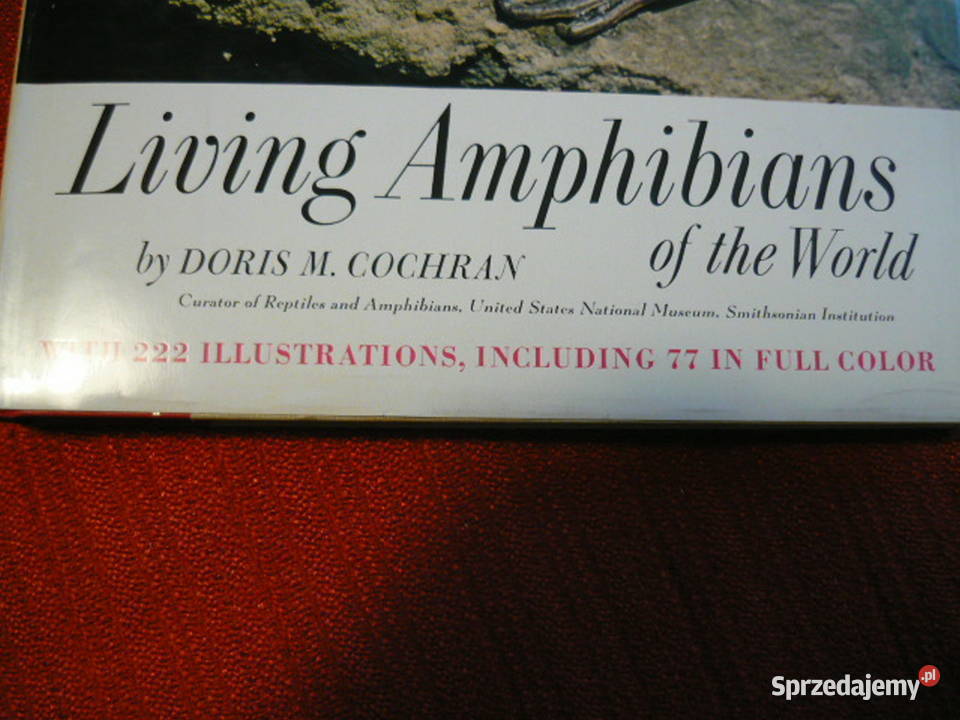 Living Amphibians
of the World
by DORIS M. COCHRAN
Curator of Reptiles and Amphibians, United States National Museum, Smithsonian Institution
WITH 222 ILLUSTRATIONS, INCLUDING 77 IN FULL COLOR
Sprzedajemy.pl